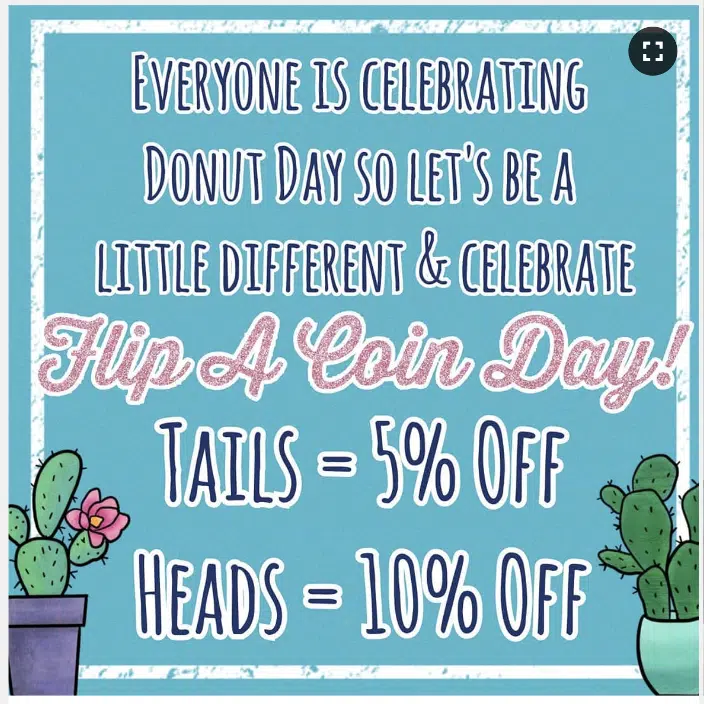 Everyone is celebrating
Donut Day so let's be a
little different & celebrate
Flip A Coin Day!
Tails = 5% Off
Heads = 10% Off